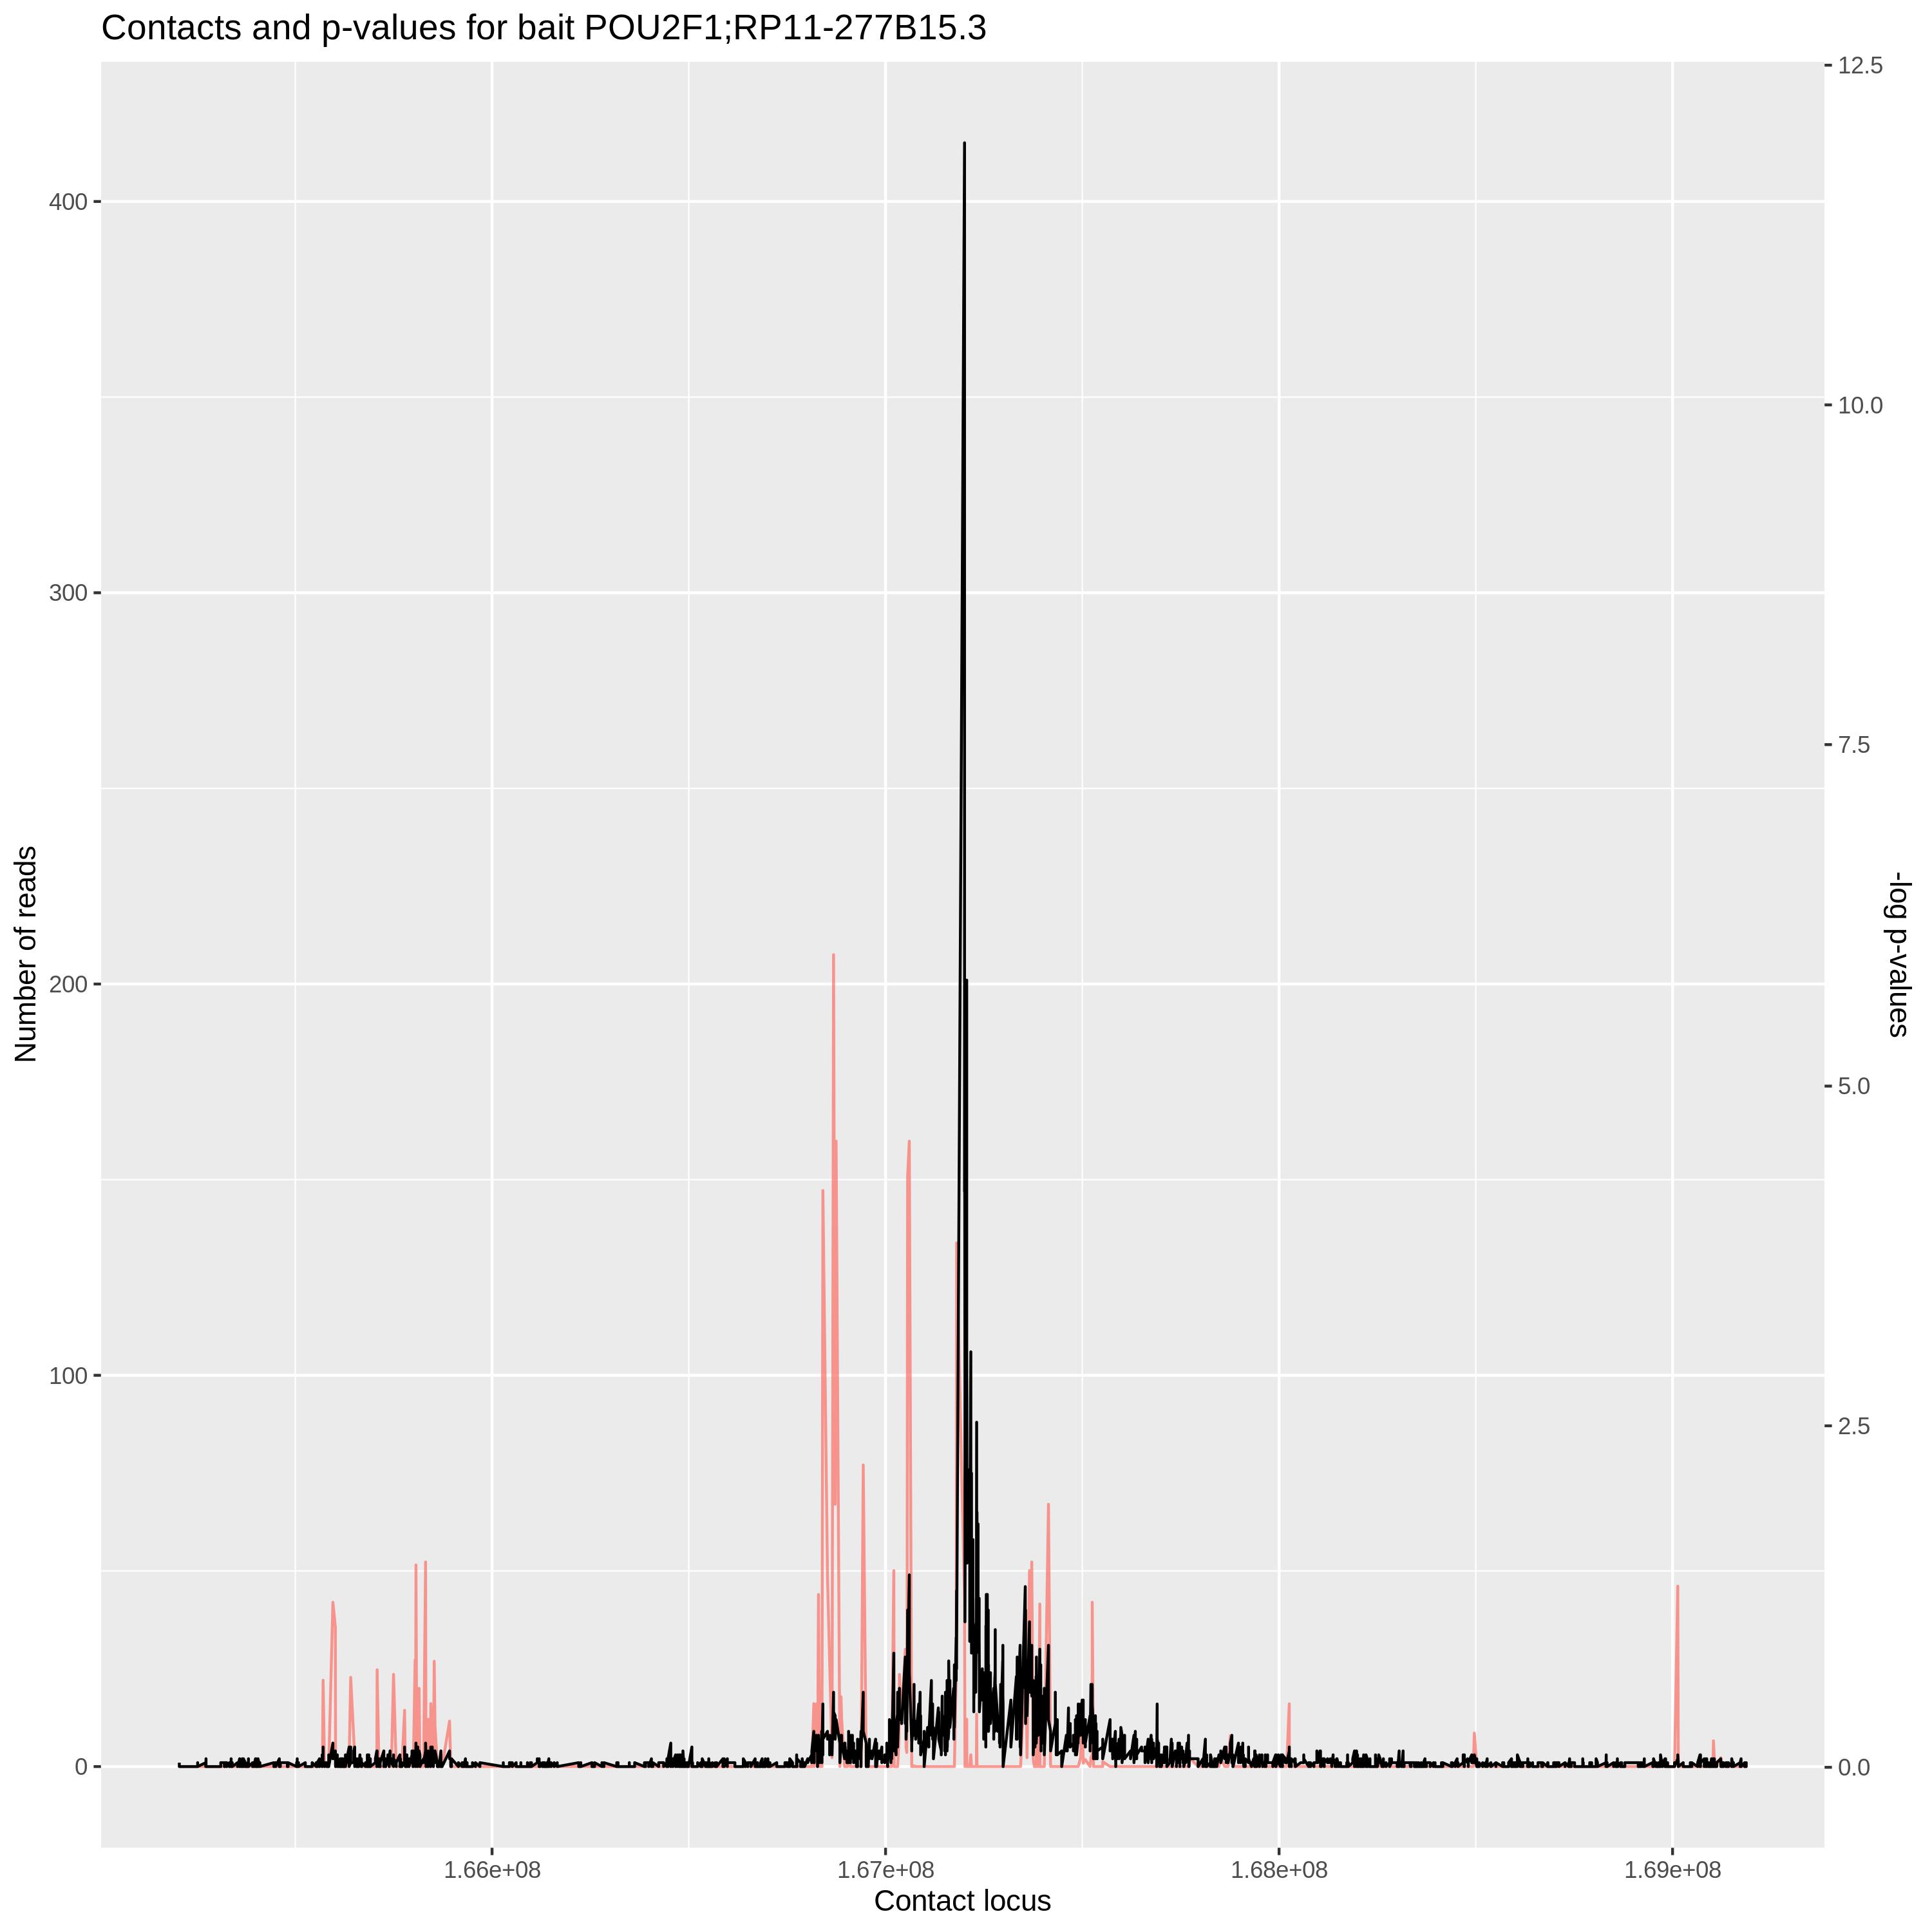 Contacts and p-values for bait POU2F1;RP11-277B15.3
12.5
400
10.0
300
7.5
Number of reads
-log p-values
200
5.0
100
2.5
0
0.0
1.66e+08
1.67e+08
1.68e+08
1.69e+08
Contact locus